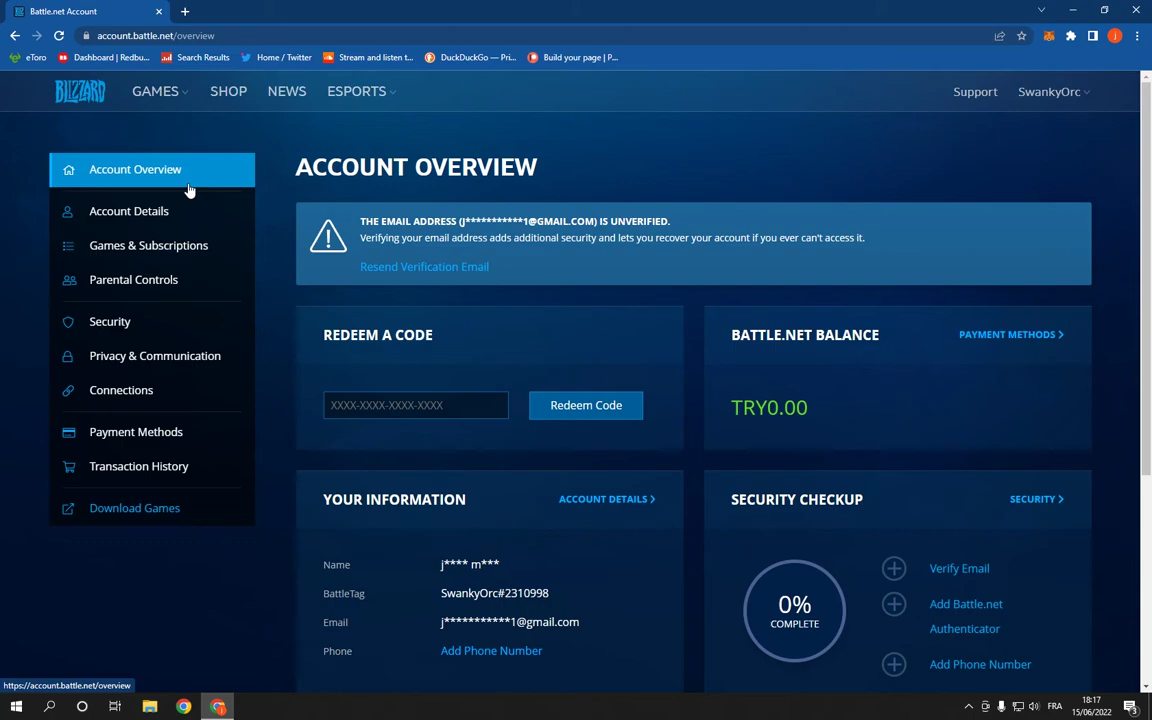 Battle.net Account
account.battle.net/overview
eToro
Dashboard | Redbu...
Search Results
Home / Twitter
Stream and listen t...
DuckDuckGo — Pri...
Build your page | P...
BLIZZARD
GAMES
SHOP
NEWS
ESPORTS
Support
SwankyOrc
Account Overview
Account Details
Games & Subscriptions
Parental Controls
Security
Privacy & Communication
Connections
Payment Methods
Transaction History
Download Games
ACCOUNT OVERVIEW
THE EMAIL ADDRESS (J***********1@GMAIL.COM) IS UNVERIFIED.
Verifying your email address adds additional security and lets you recover your account if you ever can't access it.
Resend Verification Email
REDEEM A CODE
XXXX-XXXX-XXXX-XXXX
Redeem Code
BATTLE.NET BALANCE
PAYMENT METHODS
TRY0.00
YOUR INFORMATION
ACCOUNT DETAILS
Name
j**** m***
BattleTag
SwankyOrc#2310998
Email
j***********1@gmail.com
Phone
Add Phone Number
SECURITY CHECKUP
SECURITY
0%
COMPLETE
Verify Email
Add Battle.net
Authenticator
Add Phone Number
https://account.battle.net/overview
FRA
18:17
15/06/2022
3